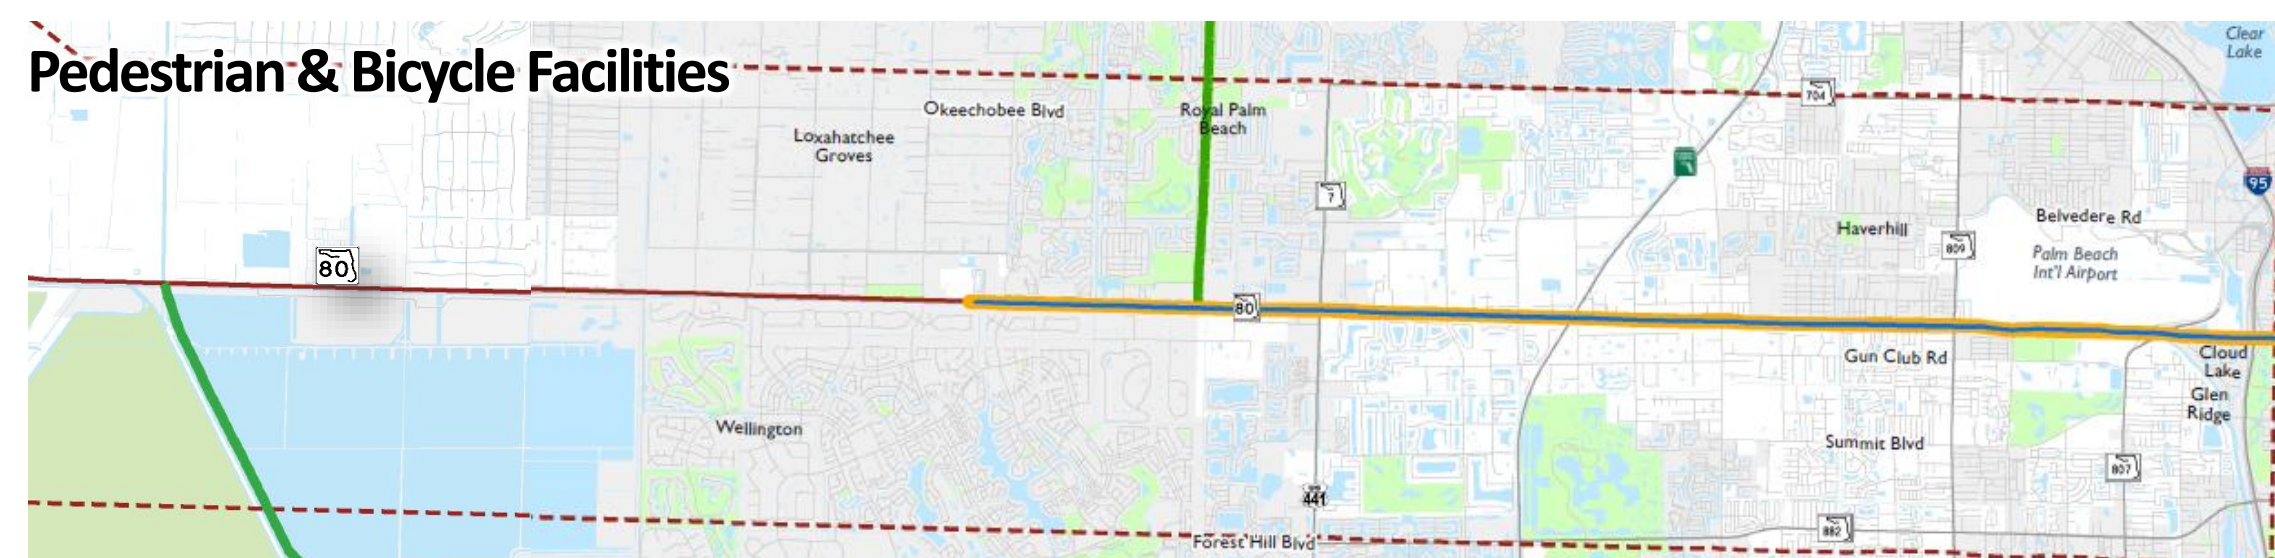 Pedestrian & Bicycle Facilities
Clear
Lake
704
Okeechobee Blvd
Royal Palm
Beach
Loxahatchee
Groves
7
95
Belvedere Rd
Haverhill
809
Palm Beach
Int'l Airport
80
80
Gun Club Rd
Cloud
Lake
Glen
Ridge
Wellington
Summit Blvd
807
441
882
Forest Hill Blvd